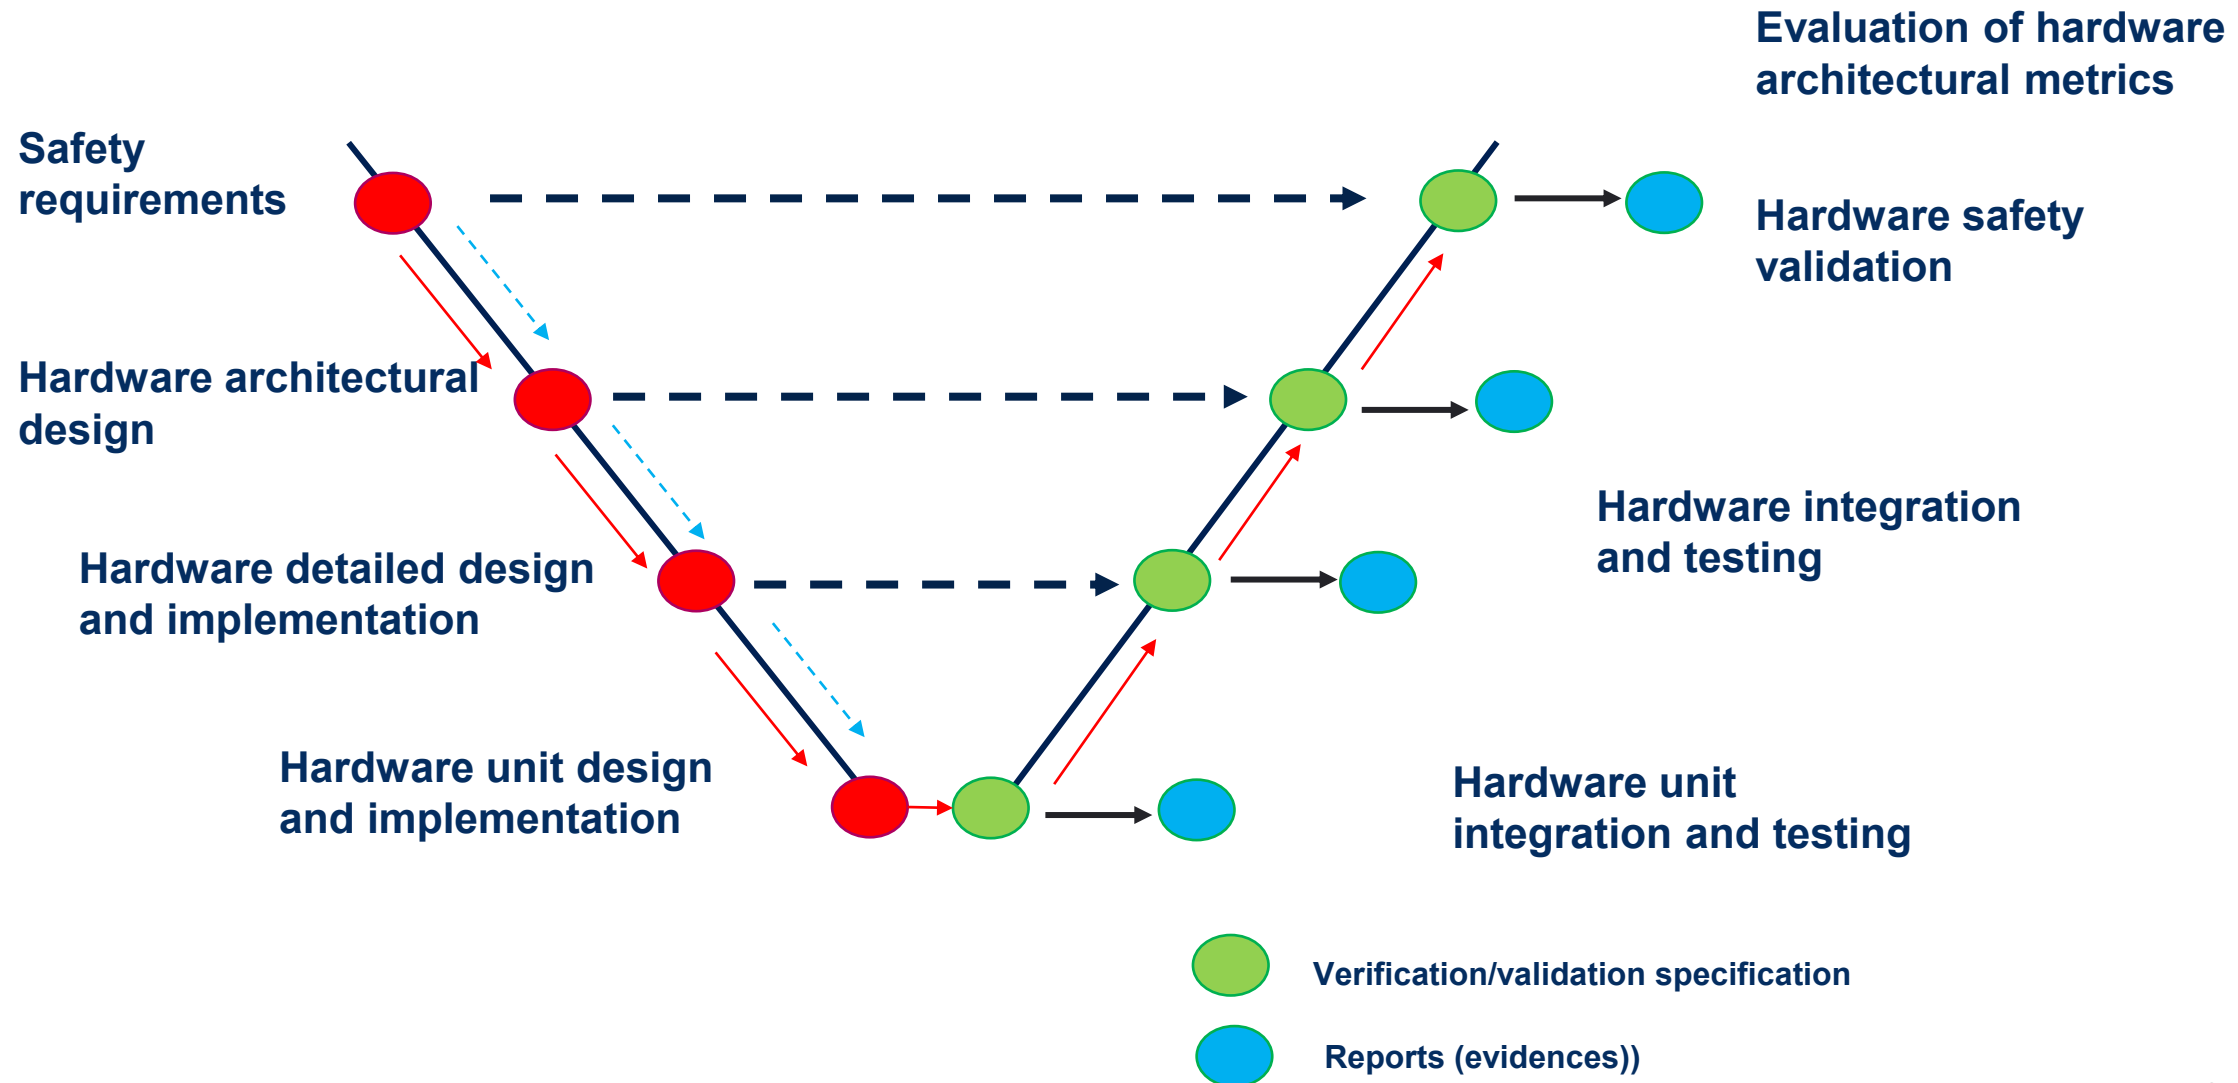 Evaluation of hardware
architectural metrics
Safety
requirements
Hardware safety
validation
Hardware architectural
design
Hardware integration
and testing
Hardware detailed design
and implementation
Hardware unit design
and implementation
Hardware unit
integration and testing
Verification/validation specification
Reports (evidences))